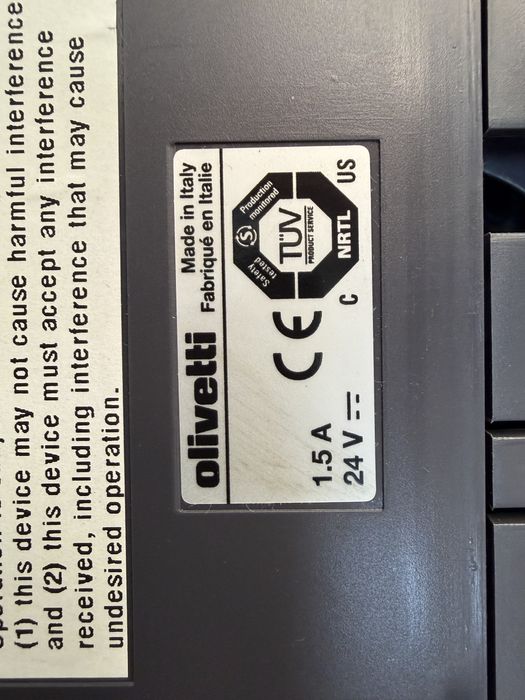 (1) this device may not cause harmful interference
and (2) this device must accept any interference
received, including interference that may cause
undesired operation.
olivetti
Made in Italy
Fabriqué en Italie
1.5 A
24 V ⎓
CE
Safety
tested
S
Production
monitored
TÜV
PRODUCT SERVICE
NRTL
C US